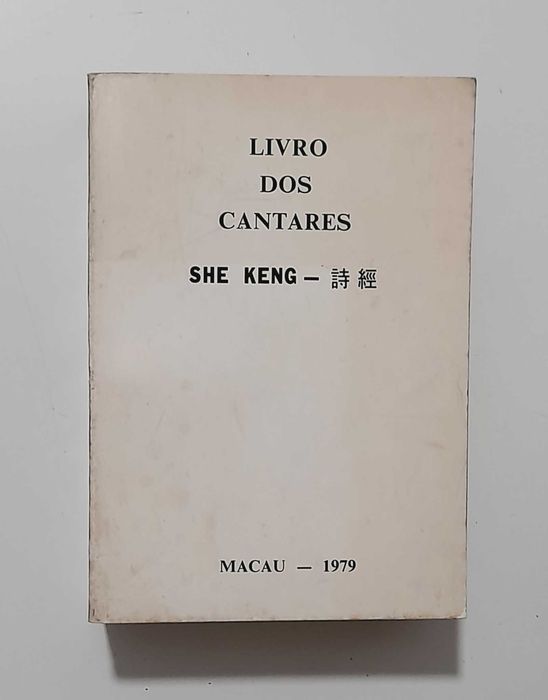 LIVRO
DOS
CANTARES
SHE KENG — 詩經
MACAU — 1979